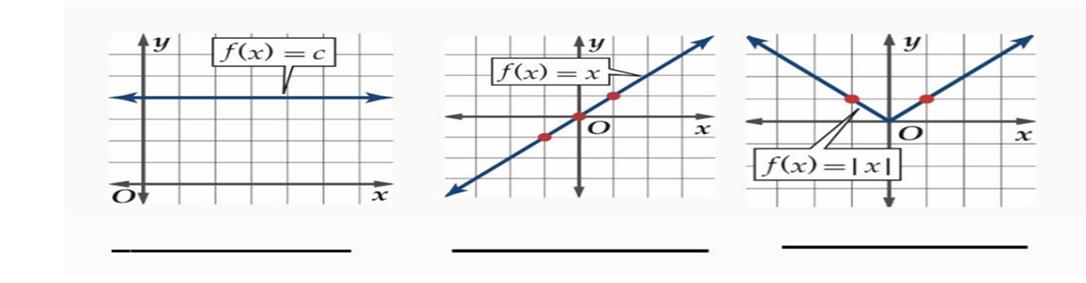 y
f(x) = c
O
x
y
f(x) = x
O
x
y
O
x
f(x)=|x|